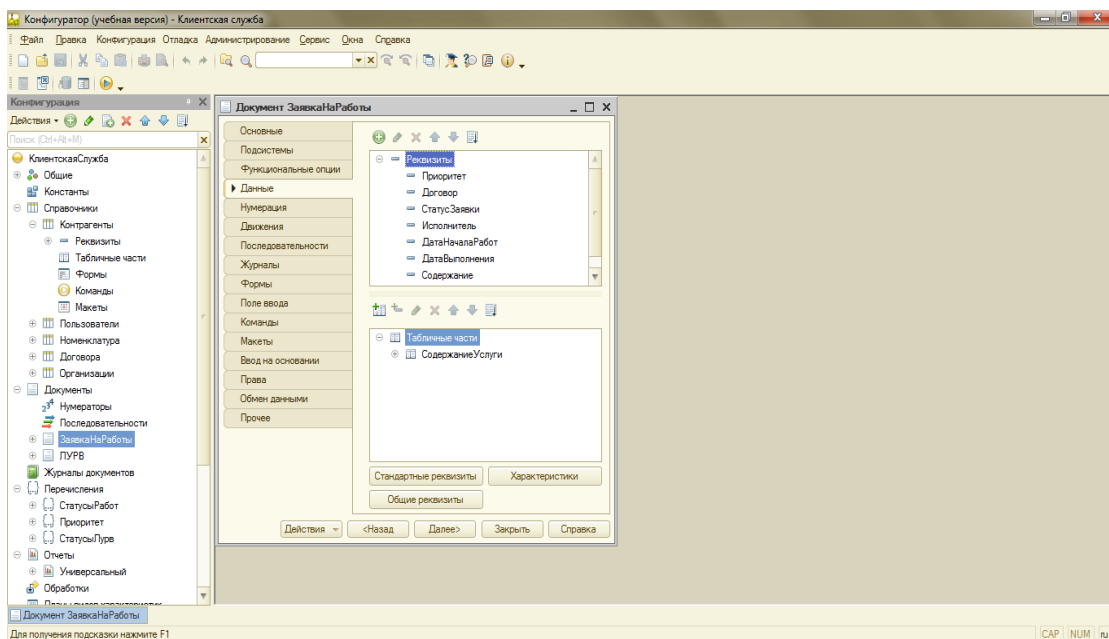 Конфигуратор (учебная версия) - Клиентская служба
Файл Правка Конфигурация Отладка Администрирование Сервис Окна Справка
Конфигурация
Действия
Поиск (Ctrl+Alt+M)
КлиентскаяСлужба
Общие
Константы
Справочники
Контрагенты
Реквизиты
Табличные части
Формы
Команды
Макеты
Пользователи
Номенклатура
Договора
Организации
Документы
Нумераторы
Последовательности
ЗаявкаНаРаботы
ЛУРВ
Журналы документов
Перечисления
СтатусыРабот
Приоритет
СтатусыЛурв
Отчеты
Универсальный
Обработки
Планы видов характеристик
Документ ЗаявкаНаРаботы
Основные
Подсистемы
Функциональные опции
Данные
Нумерация
Движения
Последовательности
Журналы
Формы
Поле ввода
Команды
Макеты
Ввод на основании
Права
Обмен данными
Прочее
Реквизиты
Приоритет
Договор
СтатусЗаявки
Исполнитель
ДатаНачалаРабот
ДатаВыполнения
Содержание
Табличные части
СодержаниеУслуги
Стандартные реквизиты Характеристики
Общие реквизиты
Действия <Назад Далее> Закрыть Справка
Документ ЗаявкаНаРаботы
Для получения подсказки нажмите F1 CAP NUM ru